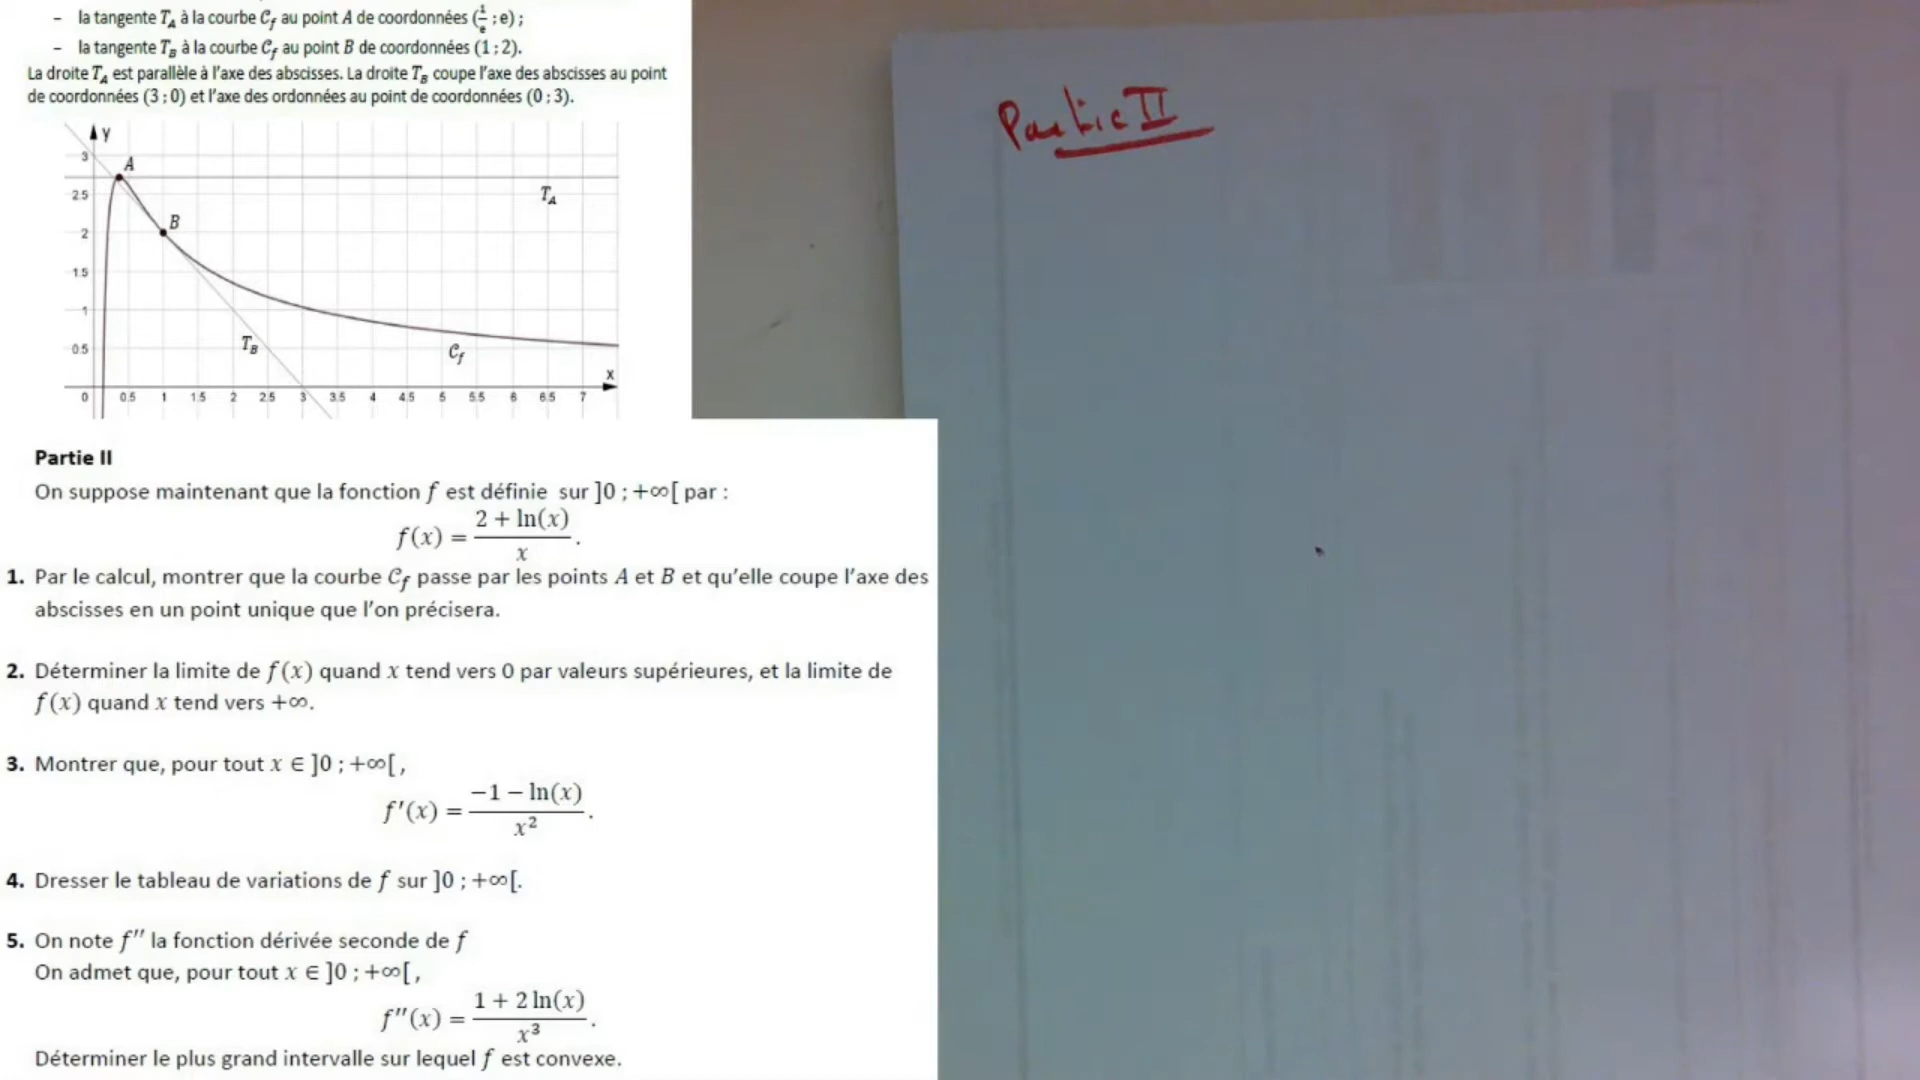 – la tangente T_A à la courbe C_f au point A de coordonnées (1/e ; e) ;
– la tangente T_B à la courbe C_f au point B de coordonnées (1 ; 2).
La droite T_A est parallèle à l'axe des abscisses. La droite T_B coupe l'axe des abscisses au point
de coordonnées (3 ; 0) et l'axe des ordonnées au point de coordonnées (0 ; 3).
y
3
A
2.5
T_A
B
2
1.5
1
T_B
0.5
C_f
x
0 0.5 1 1.5 2 2.5 3 3.5 4 4.5 5 5.5 6 6.5 7
Partie II
On suppose maintenant que la fonction f est définie sur ]0 ; +∞[ par :
f(x) = (2 + ln(x))/x .
1. Par le calcul, montrer que la courbe C_f passe par les points A et B et qu'elle coupe l'axe des
abscisses en un point unique que l'on précisera.
2. Déterminer la limite de f(x) quand x tend vers 0 par valeurs supérieures, et la limite de
f(x) quand x tend vers +∞.
3. Montrer que, pour tout x ∈ ]0 ; +∞[ ,
f'(x) = (−1 − ln(x))/x² .
4. Dresser le tableau de variations de f sur ]0 ; +∞[.
5. On note f'' la fonction dérivée seconde de f
On admet que, pour tout x ∈ ]0 ; +∞[ ,
f''(x) = (1 + 2 ln(x))/x³ .
Déterminer le plus grand intervalle sur lequel f est convexe.
Partie II